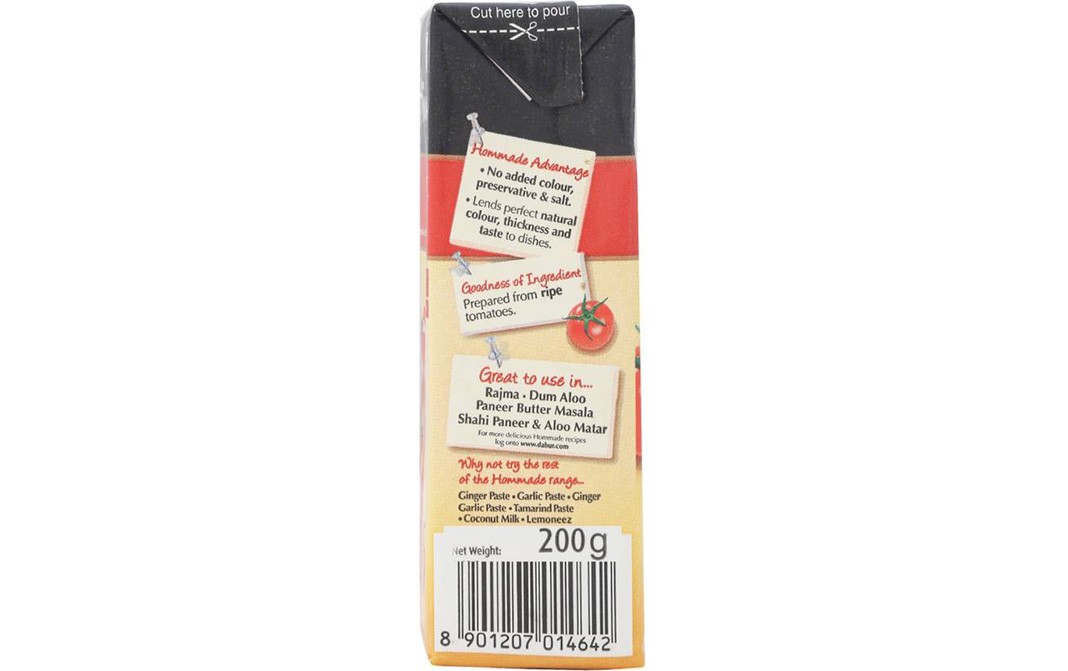 Cut here to pour
Hommade Advantage
• No added colour,
preservative & salt.
• Lends perfect natural
colour, thickness and
taste to dishes.
Goodness of Ingredient
Prepared from ripe
tomatoes.
Great to use in...
Rajma • Dum Aloo
Paneer Butter Masala
Shahi Paneer & Aloo Matar
For more delicious Hommade recipes
log onto www.dabur.com
Why not try the rest
of the Hommade range...
Ginger Paste • Garlic Paste • Ginger
Garlic Paste • Tamarind Paste
• Coconut Milk • Lemoneez
Net Weight: 200g
8 901207 014642